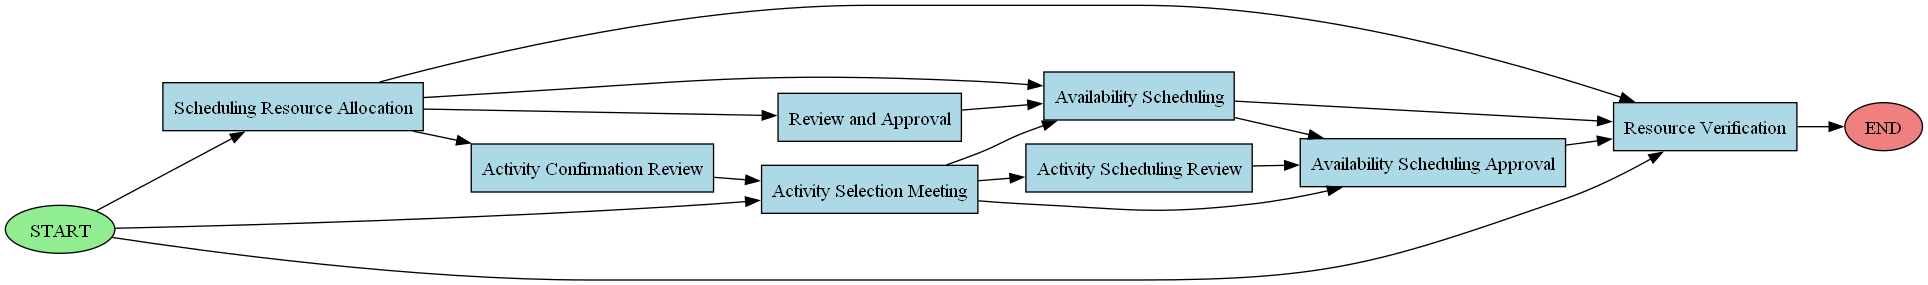 Scheduling Resource Allocation
Availability Scheduling
Review and Approval
Resource Verification
END
Activity Confirmation Review
Activity Scheduling Review
Availability Scheduling Approval
Activity Selection Meeting
START